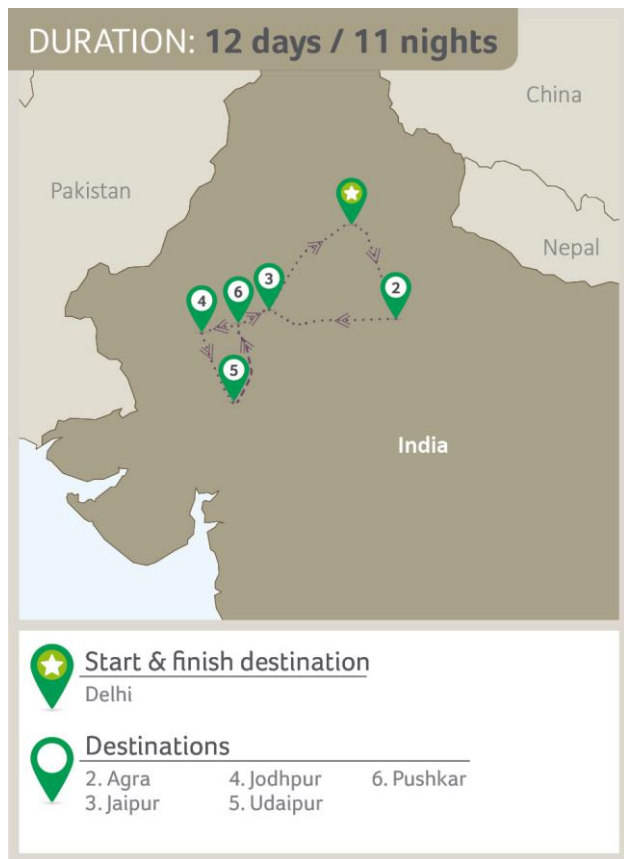 DURATION: 12 days / 11 nights
China
Pakistan
Nepal
3
6
4
2
5
India
Start & finish destination
Delhi
Destinations
2. Agra 4. Jodhpur 6. Pushkar
3. Jaipur 5. Udaipur